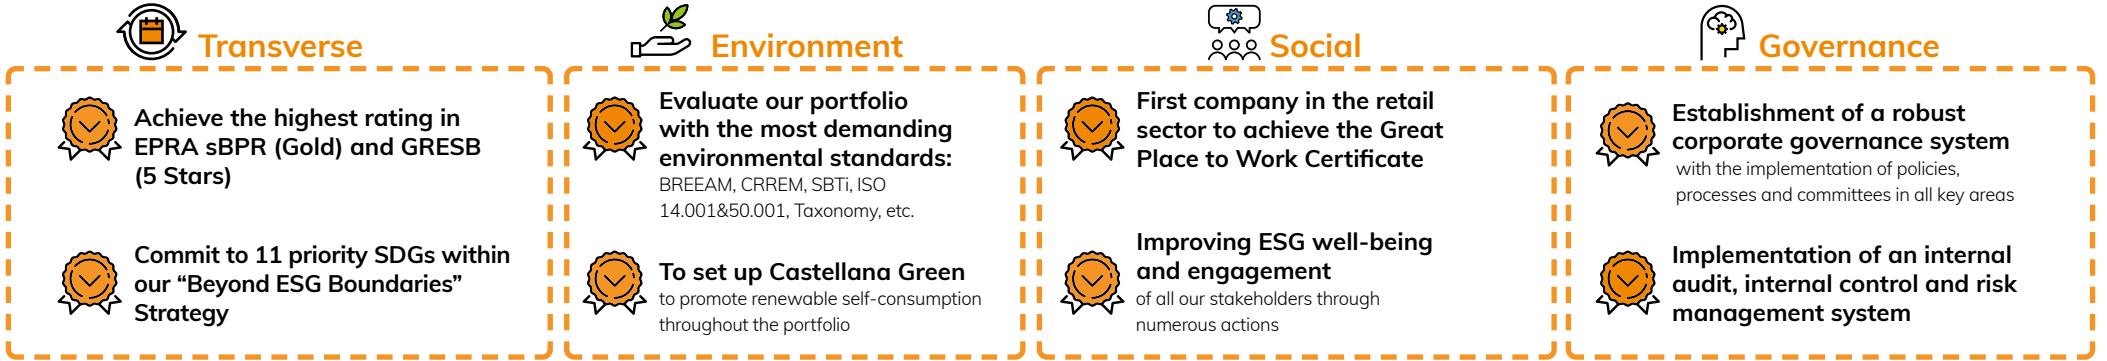 Transverse
Achieve the highest rating in
EPRA sBPR (Gold) and GRESB
(5 Stars)
Commit to 11 priority SDGs within
our “Beyond ESG Boundaries”
Strategy
Environment
Evaluate our portfolio
with the most demanding
environmental standards:
BREEAM, CRREM, SBTi, ISO
14.001&50.001, Taxonomy, etc.
To set up Castellana Green
to promote renewable self-consumption
throughout the portfolio
Social
First company in the retail
sector to achieve the Great
Place to Work Certificate
Improving ESG well-being
and engagement
of all our stakeholders through
numerous actions
Governance
Establishment of a robust
corporate governance system
with the implementation of policies,
processes and committees in all key areas
Implementation of an internal
audit, internal control and risk
management system